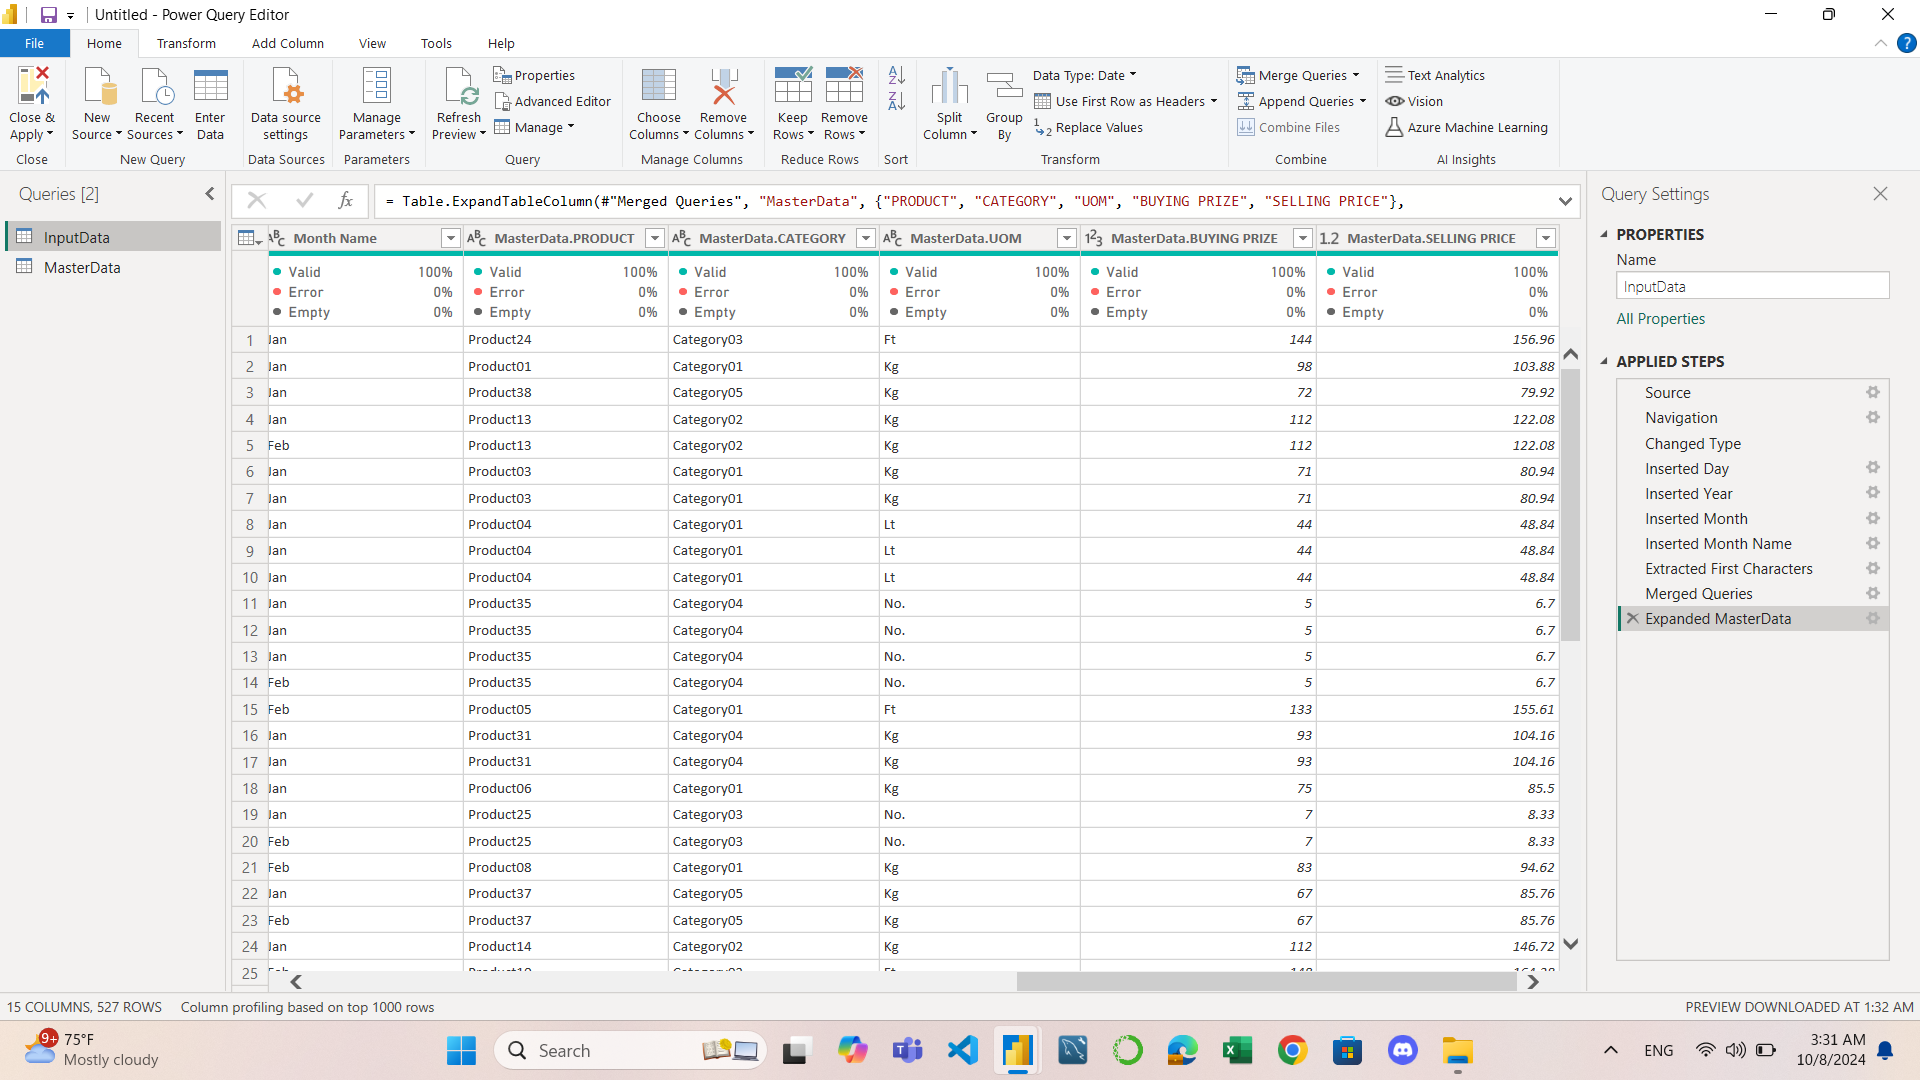 Untitled - Power Query Editor
File Home Transform Add Column View Tools Help
Close & Apply
New Source
Recent Sources
Enter Data
Data source settings
Manage Parameters
Refresh Preview
Properties
Advanced Editor
Manage
Choose Columns
Remove Columns
Keep Rows
Remove Rows
Split Column
Group By
Data Type: Date
Use First Row as Headers
Replace Values
Merge Queries
Append Queries
Combine Files
Text Analytics
Vision
Azure Machine Learning
Close New Query Data Sources Parameters Query Manage Columns Reduce Rows Sort Transform Combine AI Insights
Queries [2]
InputData
MasterData
fx = Table.ExpandTableColumn(#"Merged Queries", "MasterData", {"PRODUCT", "CATEGORY", "UOM", "BUYING PRIZE", "SELLING PRICE"},
ABC Month Name ABC MasterData.PRODUCT ABC MasterData.CATEGORY ABC MasterData.UOM 123 MasterData.BUYING PRIZE 1.2 MasterData.SELLING PRICE
Valid 100% Valid 100% Valid 100% Valid 100% Valid 100% Valid 100%
Error 0% Error 0% Error 0% Error 0% Error 0% Error 0%
Empty 0% Empty 0% Empty 0% Empty 0% Empty 0% Empty 0%
1 Jan Product24 Category03 Ft 144 156.96
2 Jan Product01 Category01 Kg 98 103.88
3 Jan Product38 Category05 Kg 72 79.92
4 Jan Product13 Category02 Kg 112 122.08
5 Feb Product13 Category02 Kg 112 122.08
6 Jan Product03 Category01 Kg 71 80.94
7 Jan Product03 Category01 Kg 71 80.94
8 Jan Product04 Category01 Lt 44 48.84
9 Jan Product04 Category01 Lt 44 48.84
10 Jan Product04 Category01 Lt 44 48.84
11 Jan Product35 Category04 No. 5 6.7
12 Jan Product35 Category04 No. 5 6.7
13 Jan Product35 Category04 No. 5 6.7
14 Feb Product35 Category04 No. 5 6.7
15 Feb Product05 Category01 Ft 133 155.61
16 Jan Product31 Category04 Kg 93 104.16
17 Jan Product31 Category04 Kg 93 104.16
18 Jan Product06 Category01 Kg 75 85.5
19 Jan Product25 Category03 No. 7 8.33
20 Feb Product25 Category03 No. 7 8.33
21 Feb Product08 Category01 Kg 83 94.62
22 Jan Product37 Category05 Kg 67 85.76
23 Feb Product37 Category05 Kg 67 85.76
24 Jan Product14 Category02 Kg 112 146.72
25
Query Settings
PROPERTIES
Name
InputData
All Properties
APPLIED STEPS
Source
Navigation
Changed Type
Inserted Day
Inserted Year
Inserted Month
Inserted Month Name
Extracted First Characters
Merged Queries
Expanded MasterData
15 COLUMNS, 527 ROWS Column profiling based on top 1000 rows PREVIEW DOWNLOADED AT 1:32 AM
9+ 75°F
Mostly cloudy
Search
ENG
3:31 AM
10/8/2024